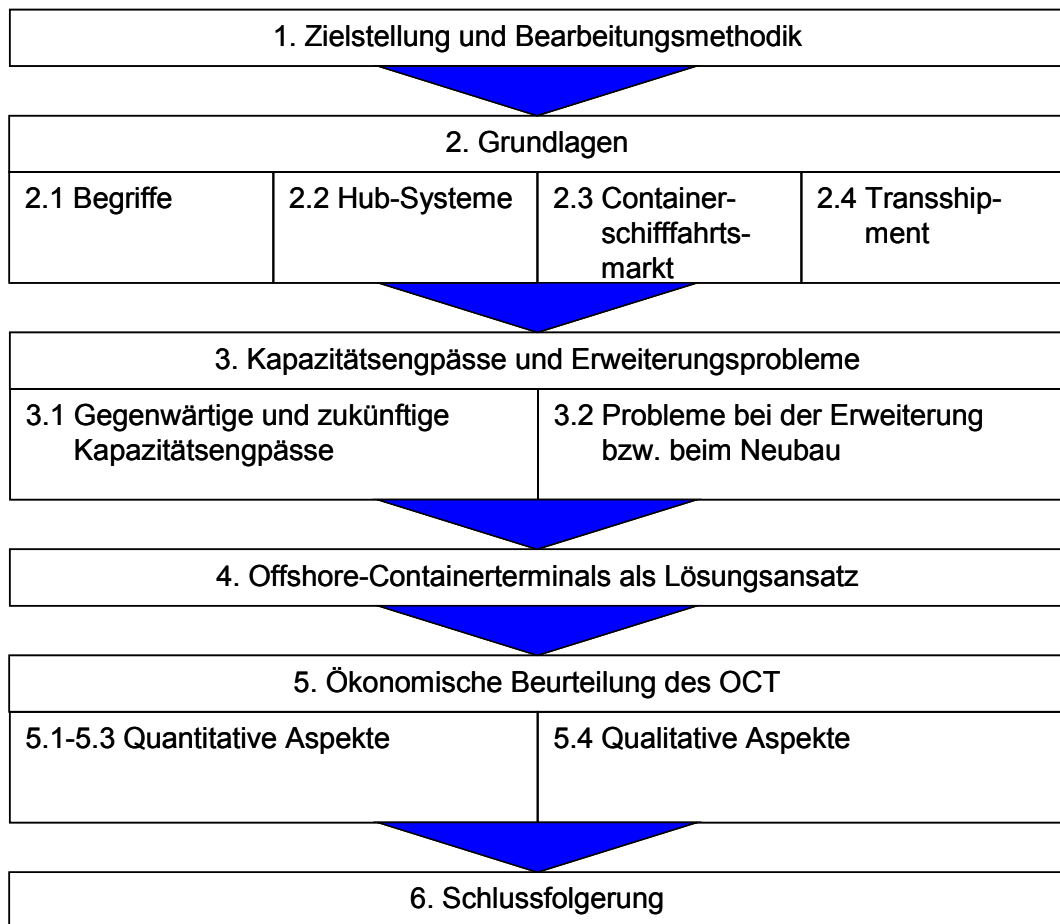 1. Zielstellung und Bearbeitungsmethodik
2. Grundlagen
2.1 Begriffe
2.2 Hub-Systeme
2.3 Container-
schifffahrts-
markt
2.4 Transship-
ment
3. Kapazitätsengpässe und Erweiterungsprobleme
3.1 Gegenwärtige und zukünftige
Kapazitätsengpässe
3.2 Probleme bei der Erweiterung
bzw. beim Neubau
4. Offshore-Containerterminals als Lösungsansatz
5. Ökonomische Beurteilung des OCT
5.1-5.3 Quantitative Aspekte
5.4 Qualitative Aspekte
6. Schlussfolgerung